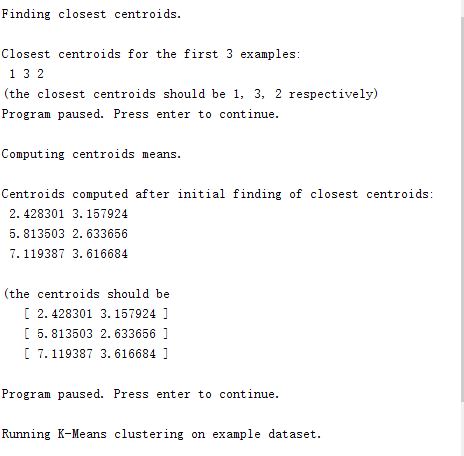 Finding closest centroids.
Closest centroids for the first 3 examples:
1 3 2
(the closest centroids should be 1, 3, 2 respectively)
Program paused. Press enter to continue.
Computing centroids means.
Centroids computed after initial finding of closest centroids:
2.428301 3.157924
5.813503 2.633656
7.119387 3.616684
(the centroids should be
[ 2.428301 3.157924 ]
[ 5.813503 2.633656 ]
[ 7.119387 3.616684 ]
Program paused. Press enter to continue.
Running K-Means clustering on example dataset.